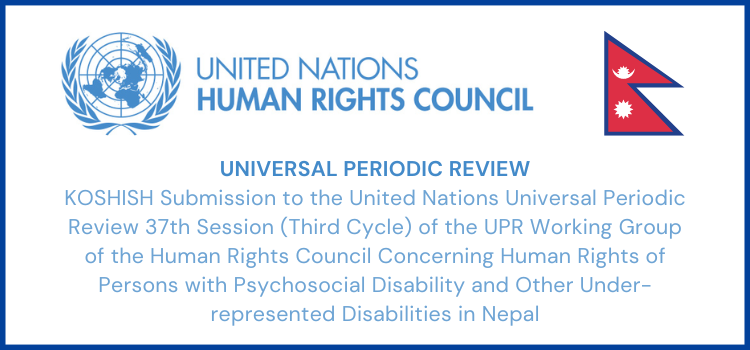 UNITED NATIONS
HUMAN RIGHTS COUNCIL
UNIVERSAL PERIODIC REVIEW
KOSHISH Submission to the United Nations Universal Periodic
Review 37th Session (Third Cycle) of the UPR Working Group
of the Human Rights Council Concerning Human Rights of
Persons with Psychosocial Disability and Other Under-
represented Disabilities in Nepal